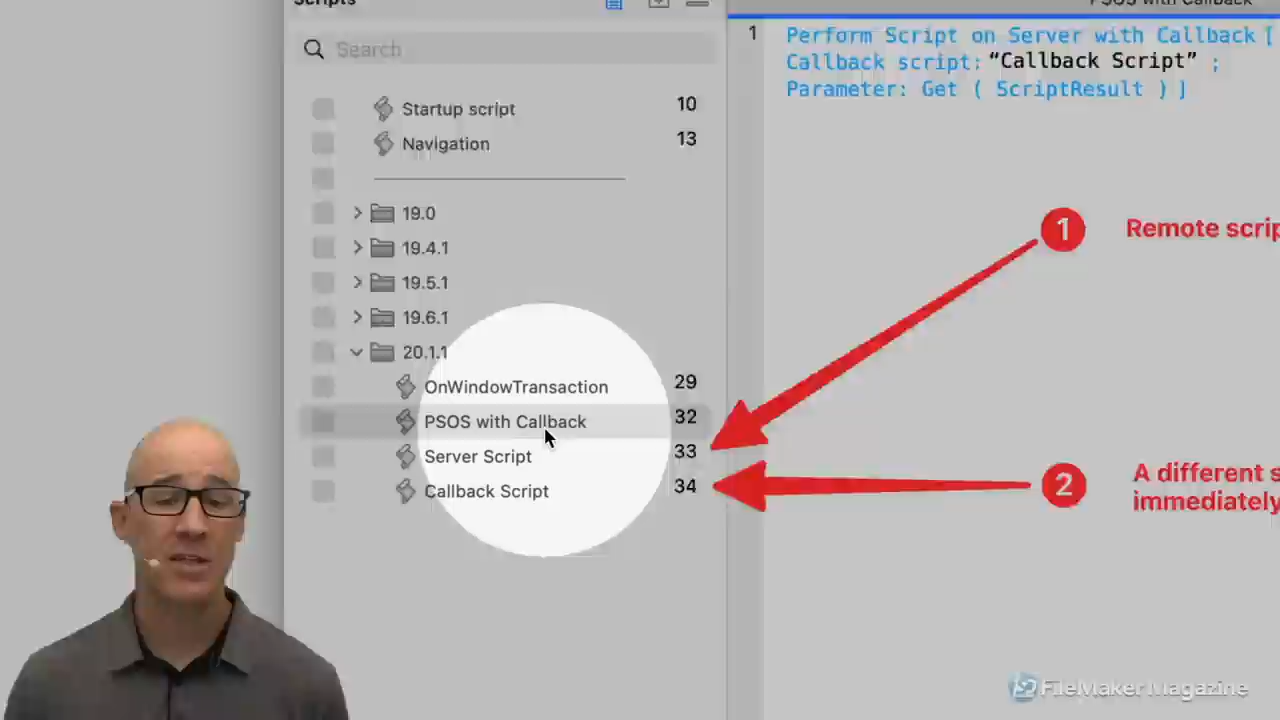 Scripts
PSOS with Callback
Search
1
Perform Script on Server with Callback [
Callback script: “Callback Script” ;
Parameter: Get ( ScriptResult ) ]
Startup script 10
Navigation 13
19.0
19.4.1
19.5.1
19.6.1
20.1.1
OnWindowTransaction 29
PSOS with Callback 32
Server Script 33
Callback Script 34
1 Remote scrip
2 A different s
immediately
FileMaker Magazine